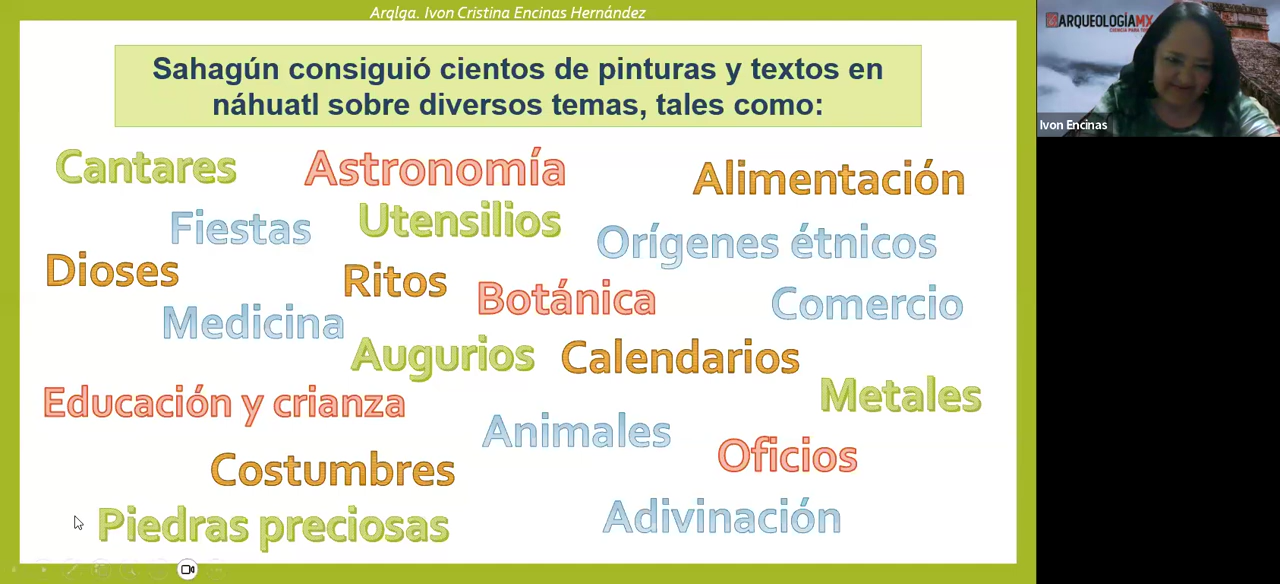 Arqlga. Ivon Cristina Encinas Hernández
Sahagún consiguió cientos de pinturas y textos en
náhuatl sobre diversos temas, tales como:
Cantares
Astronomía
Alimentación
Fiestas
Utensilios
Orígenes étnicos
Dioses
Ritos
Botánica
Comercio
Medicina
Augurios
Calendarios
Educación y crianza
Metales
Animales
Oficios
Costumbres
Piedras preciosas
Adivinación
ARQUEOLOGÍAMX
Ivon Encinas